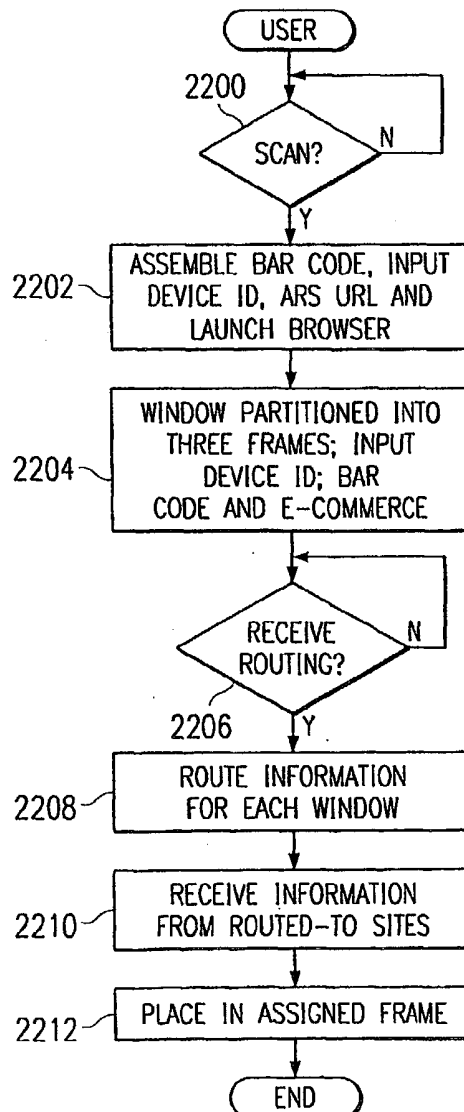 USER
2200
SCAN?
N
Y
2202
ASSEMBLE BAR CODE, INPUT
DEVICE ID, ARS URL AND
LAUNCH BROWSER
2204
WINDOW PARTITIONED INTO
THREE FRAMES; INPUT
DEVICE ID; BAR
CODE AND E-COMMERCE
RECEIVE
ROUTING?
N
2206
Y
2208
ROUTE INFORMATION
FOR EACH WINDOW
2210
RECEIVE INFORMATION
FROM ROUTED-TO SITES
2212
PLACE IN ASSIGNED FRAME
END